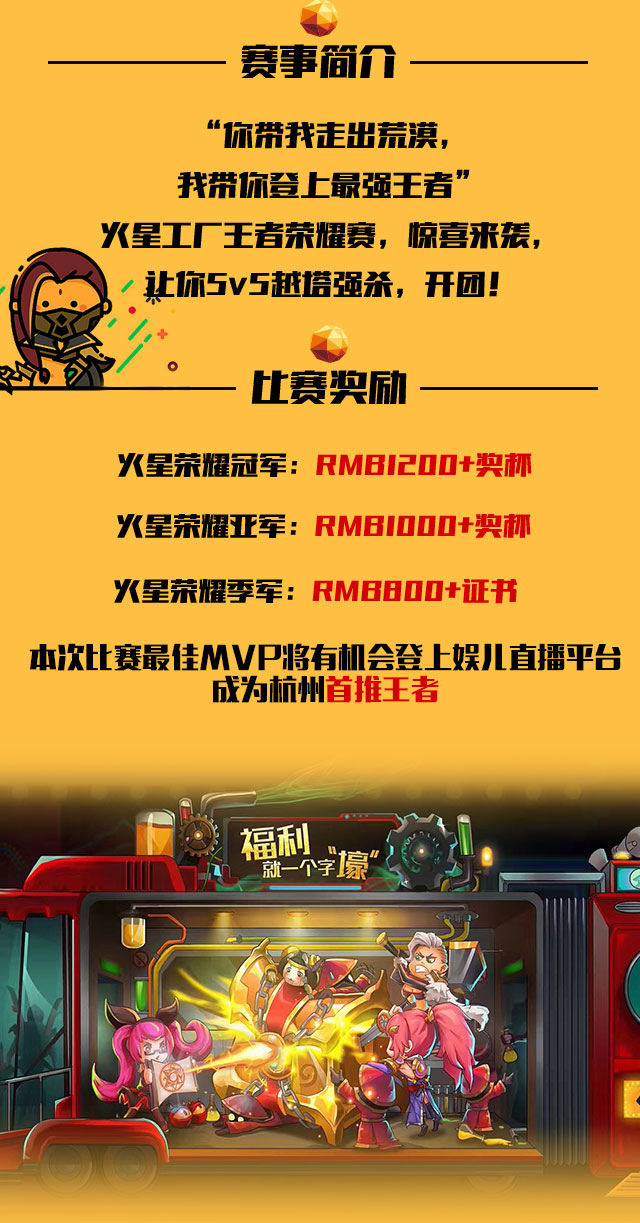 赛事简介
“你带我走出荒漠，
我带你登上最强王者”
火星工厂王者荣耀赛，惊喜来袭，
让你5v5越塔强杀，开团！
比赛奖励
火星荣耀冠军：RMB1200+奖杯
火星荣耀亚军：RMB1000+奖杯
火星荣耀季军：RMB800+证书
本次比赛最佳MVP将有机会登上娱儿直播平台
成为杭州首推王者
福利
就一个字“壕”